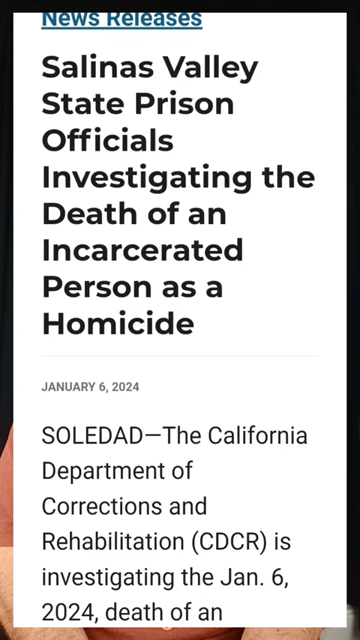 News Releases
Salinas Valley
State Prison
Officials
Investigating the
Death of an
Incarcerated
Person as a
Homicide
JANUARY 6, 2024
SOLEDAD—The California
Department of
Corrections and
Rehabilitation (CDCR) is
investigating the Jan. 6,
2024, death of an